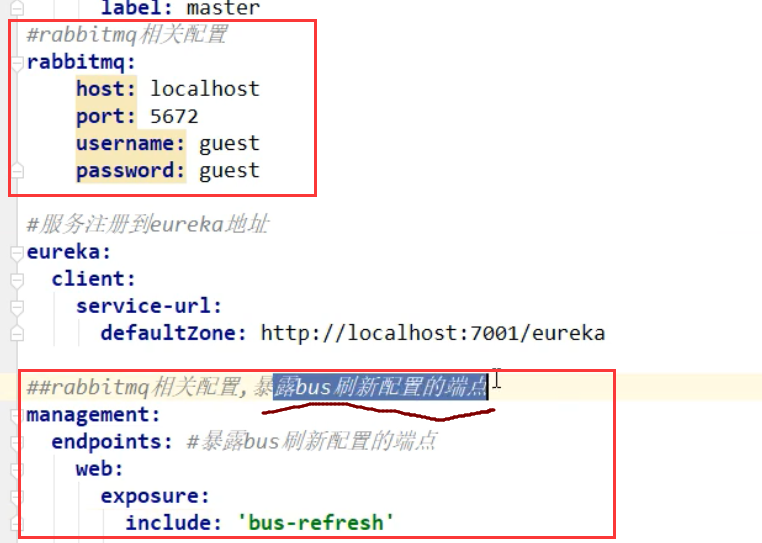 label: master
#rabbitmq相关配置
rabbitmq:
host: localhost
port: 5672
username: guest
password: guest
#服务注册到eureka地址
eureka:
client:
service-url:
defaultZone: http://localhost:7001/eureka
##rabbitmq相关配置,暴露bus刷新配置的端点
management:
endpoints: #暴露bus刷新配置的端点
web:
exposure:
include: 'bus-refresh'